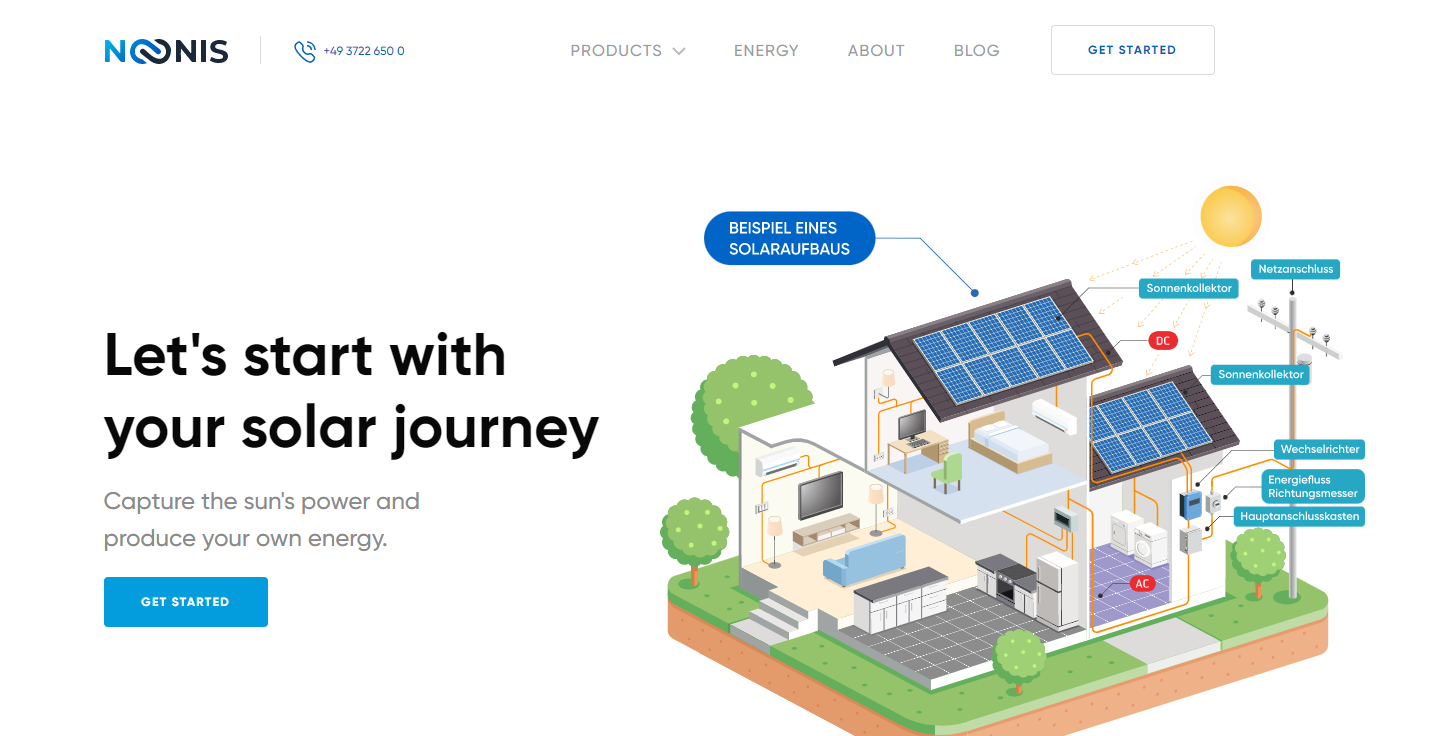 NOONIS
+49 3722 650 0
PRODUCTS
ENERGY
ABOUT
BLOG
GET STARTED
BEISPIEL EINES
SOLARAUFBAUS
Netzanschluss
Sonnenkollektor
DC
Sonnenkollektor
Let's start with
your solar journey
Wechselrichter
Energiefluss
Richtungsmesser
Hauptanschlusskasten
Capture the sun's power and
produce your own energy.
AC
GET STARTED